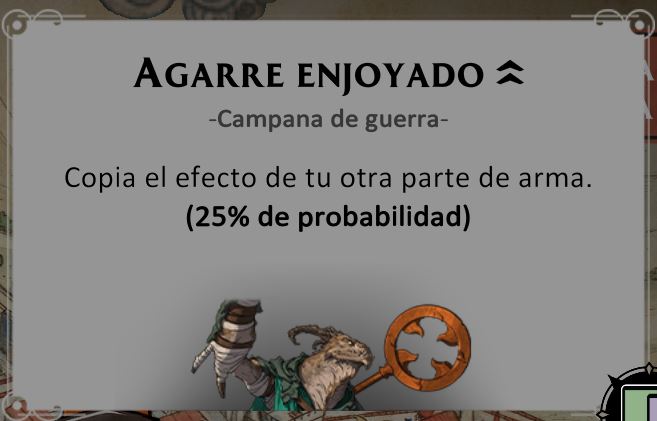 AGARRE ENJOYADO
-Campana de guerra-
Copia el efecto de tu otra parte de arma.
(25% de probabilidad)